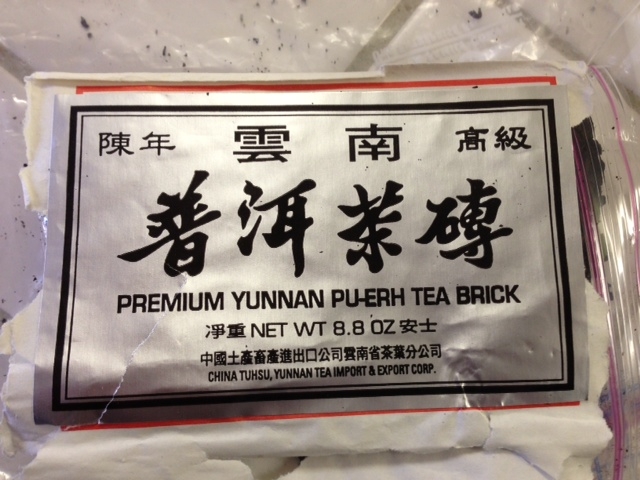 陳年 雲南 高級
普洱茶磚
PREMIUM YUNNAN PU-ERH TEA BRICK
淨重 NET WT 8.8 OZ 安士
中國土產畜產進出口公司雲南省茶葉分公司
CHINA TUHSU, YUNNAN TEA IMPORT & EXPORT CORP.